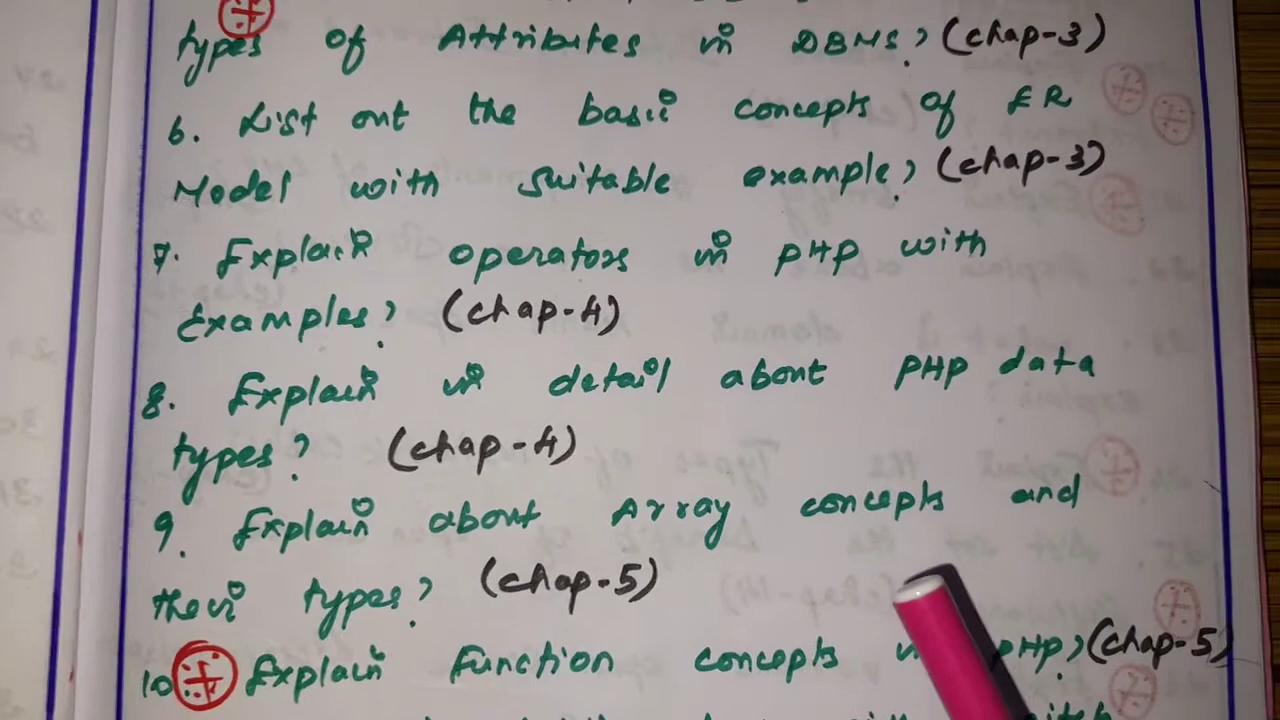 types of Attributes in DBMS? (chap-3)
6. List out the basic concepts of ER
Model with suitable example? (chap-3)
7. Explain operators in PHP with
Examples? (chap-4)
8. Explain in detail about PHP data
types? (chap-4)
9. Explain about Array concepts and
their types? (chap-5)
10. Explain function concepts in PHP? (chap-5)